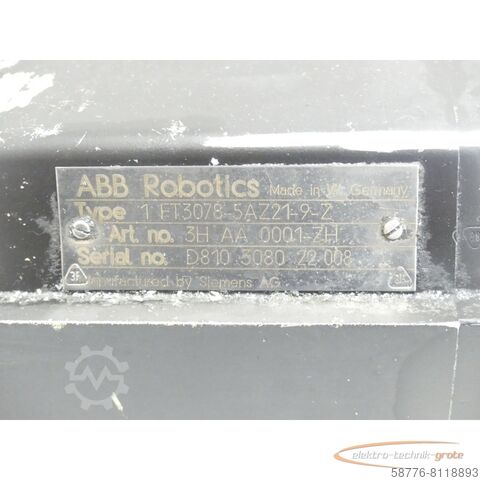 ABB Robotics Made in W. Germany
Type 1 FT3078-5AZ21-9-Z
Art. no. 3H AA 0001-ZH
Serial no. D810 3080 22 008
Manufactured by Siemens AG
elektro-technik-grote
58776-8118893